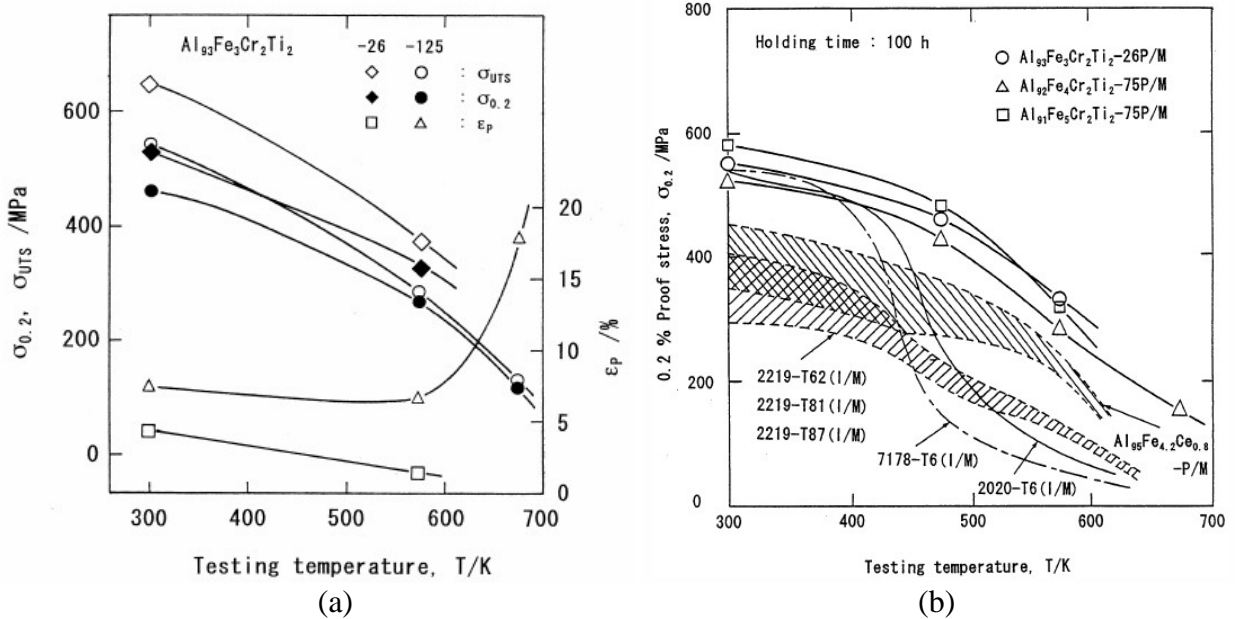 Al₉₃Fe₃Cr₂Ti₂
-26 -125
◇ ○ : σUTS
◆ ● : σ0.2
□ △ : εP
σ0.2, σUTS /MPa
600
400
200
0
εP /%
20
15
10
5
0
300 400 500 600 700
Testing temperature, T/K
(a)
Holding time : 100 h
○ Al₉₃Fe₃Cr₂Ti₂-26P/M
△ Al₉₂Fe₄Cr₂Ti₂-75P/M
□ Al₉₁Fe₅Cr₂Ti₂-75P/M
0.2 % Proof stress, σ0.2 /MPa
800
600
400
200
0
2219-T62(I/M)
2219-T81(I/M)
2219-T87(I/M)
7178-T6(I/M)
2020-T6(I/M)
Al₉₅Fe₄.₂Ce₀.₈
-P/M
300 400 500 600 700
Testing temperature, T/K
(b)